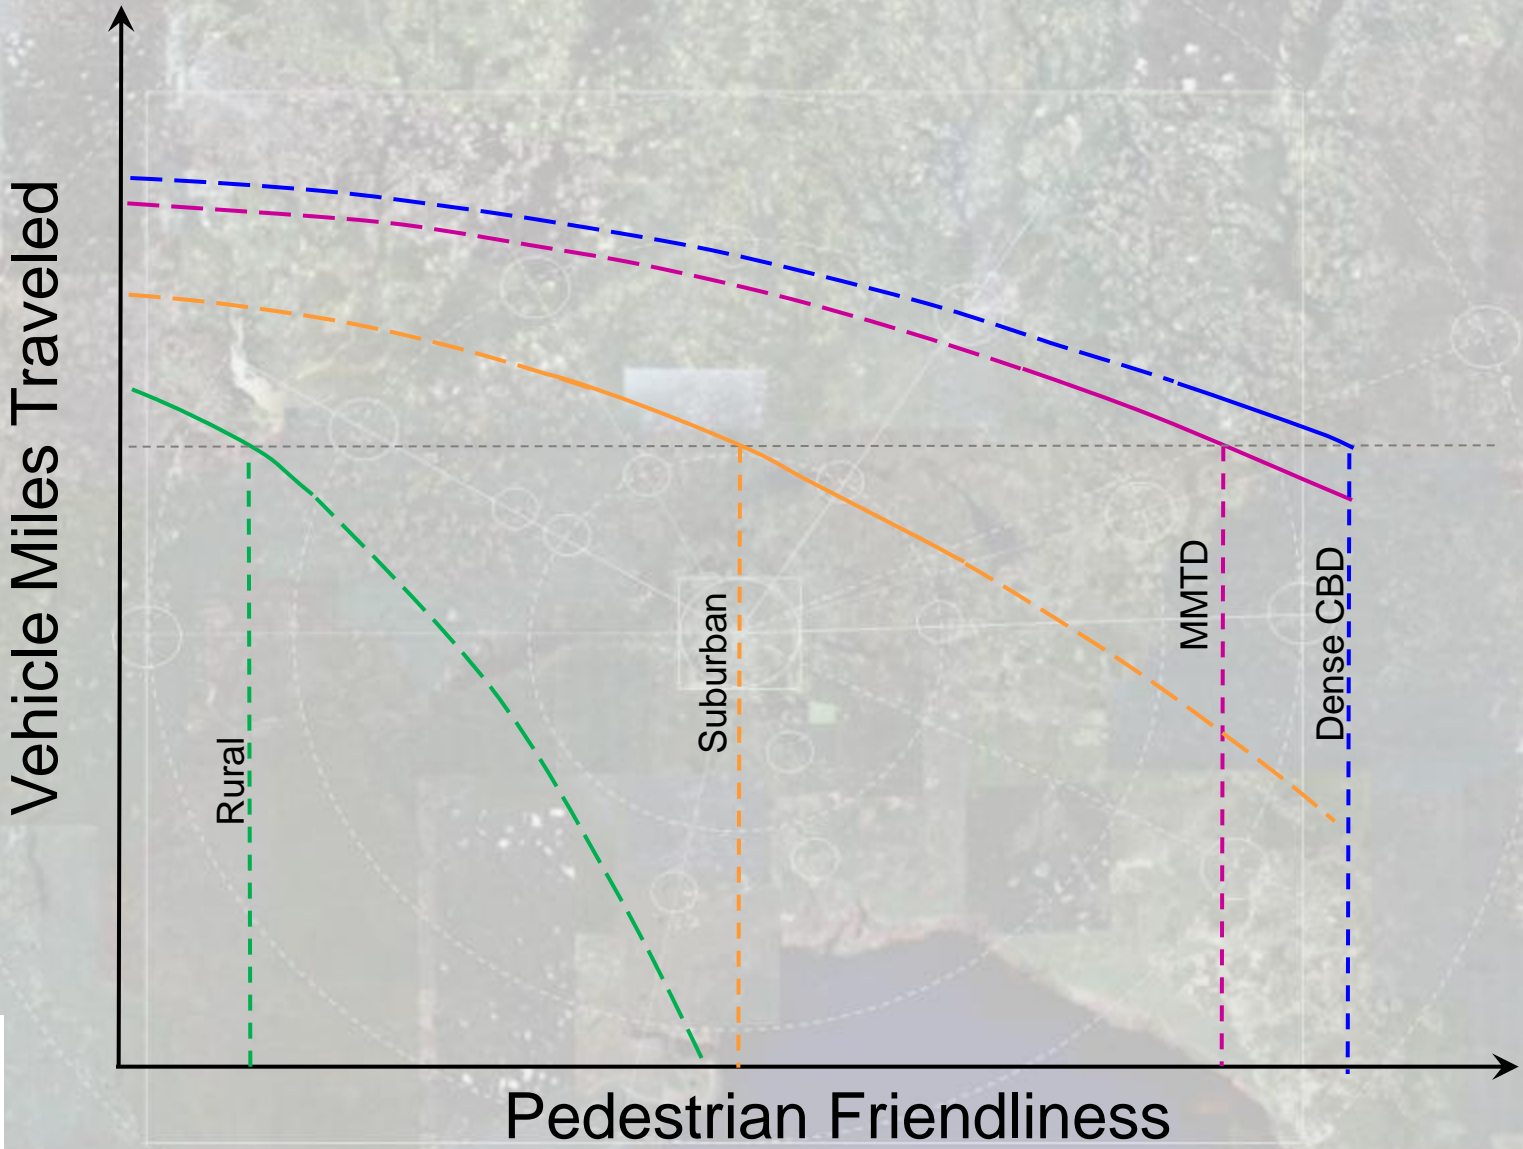 Vehicle Miles Traveled
Rural
Suburban
MMTD
Dense CBD
Pedestrian Friendliness